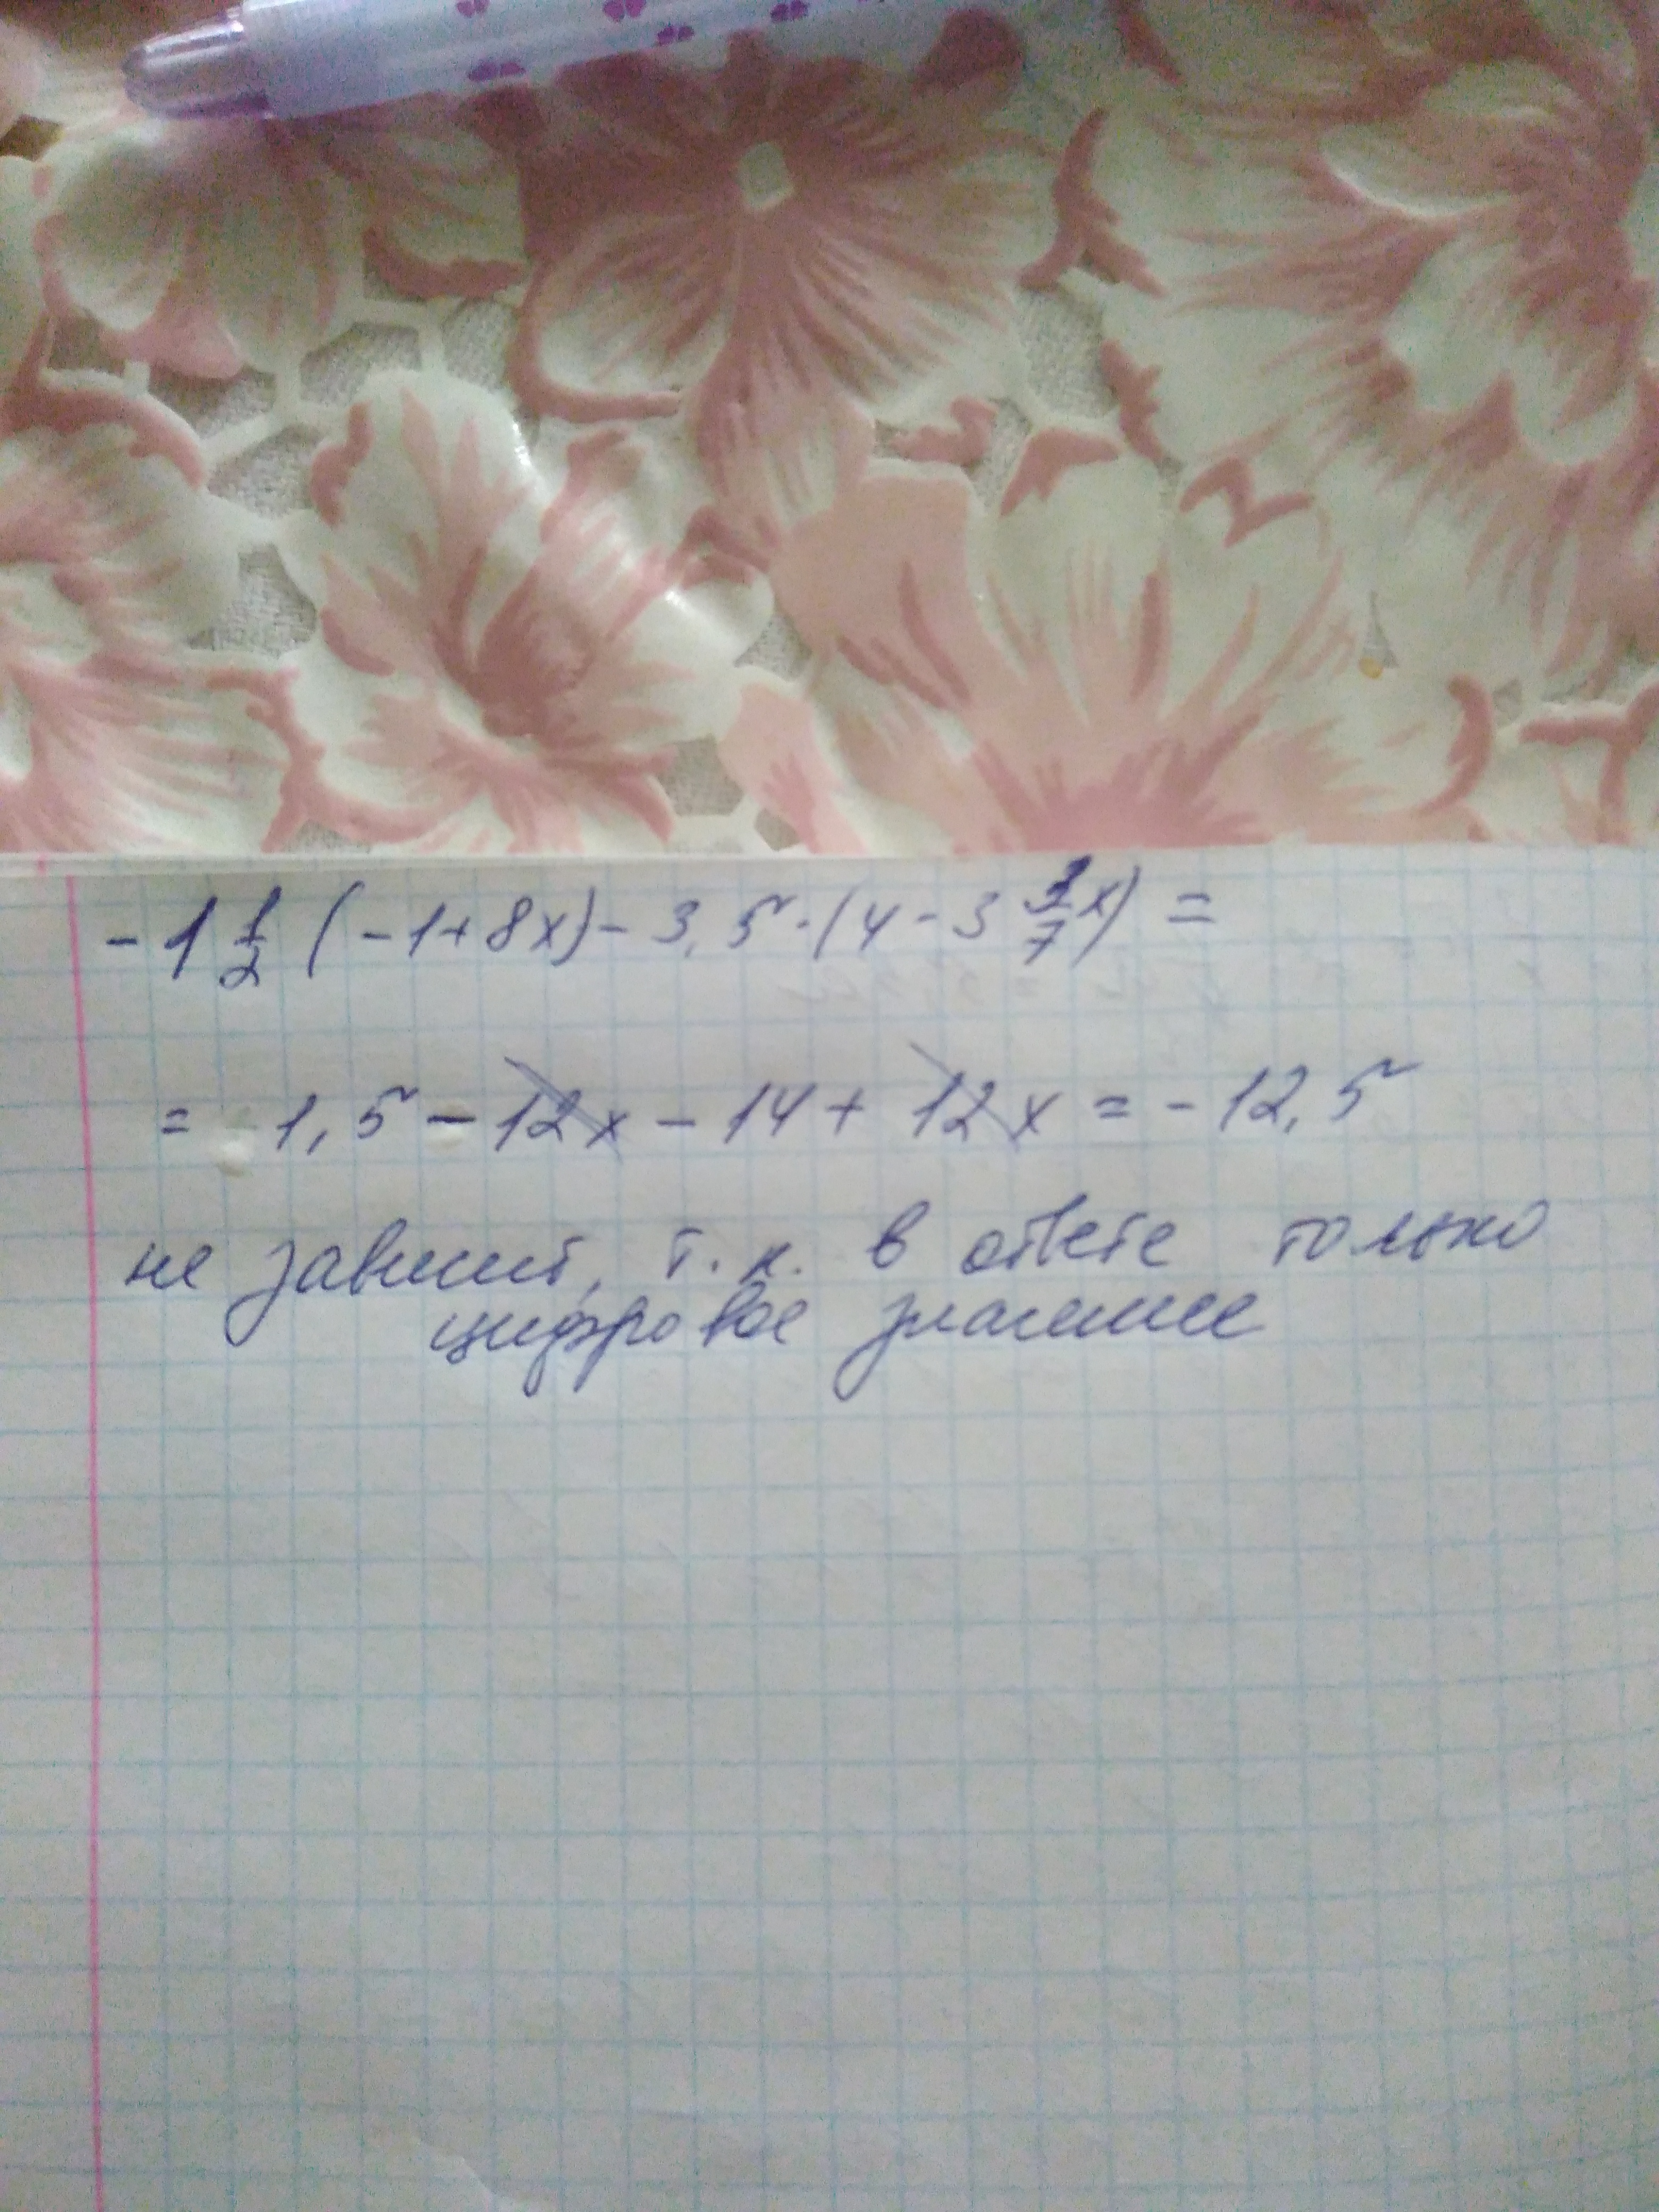 - 1 1/2 (-1+8x) - 3,5·(4 - 3 3/7x) =
= 1,5 - 12x - 14 + 12x = -12,5
не зависит, т.к. в ответе только
цифровое значение